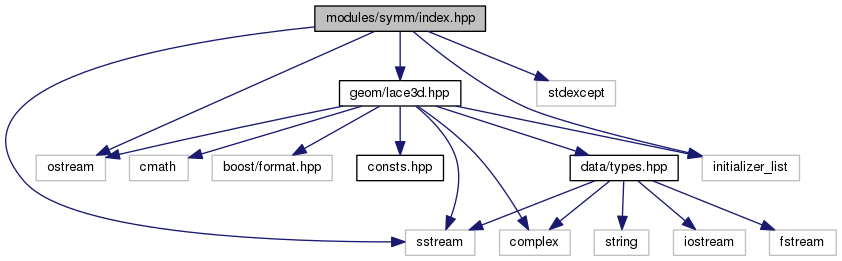 modules/symm/index.hpp
geom/lace3d.hpp
stdexcept
ostream
cmath
boost/format.hpp
consts.hpp
data/types.hpp
initializer_list
sstream
complex
string
iostream
fstream